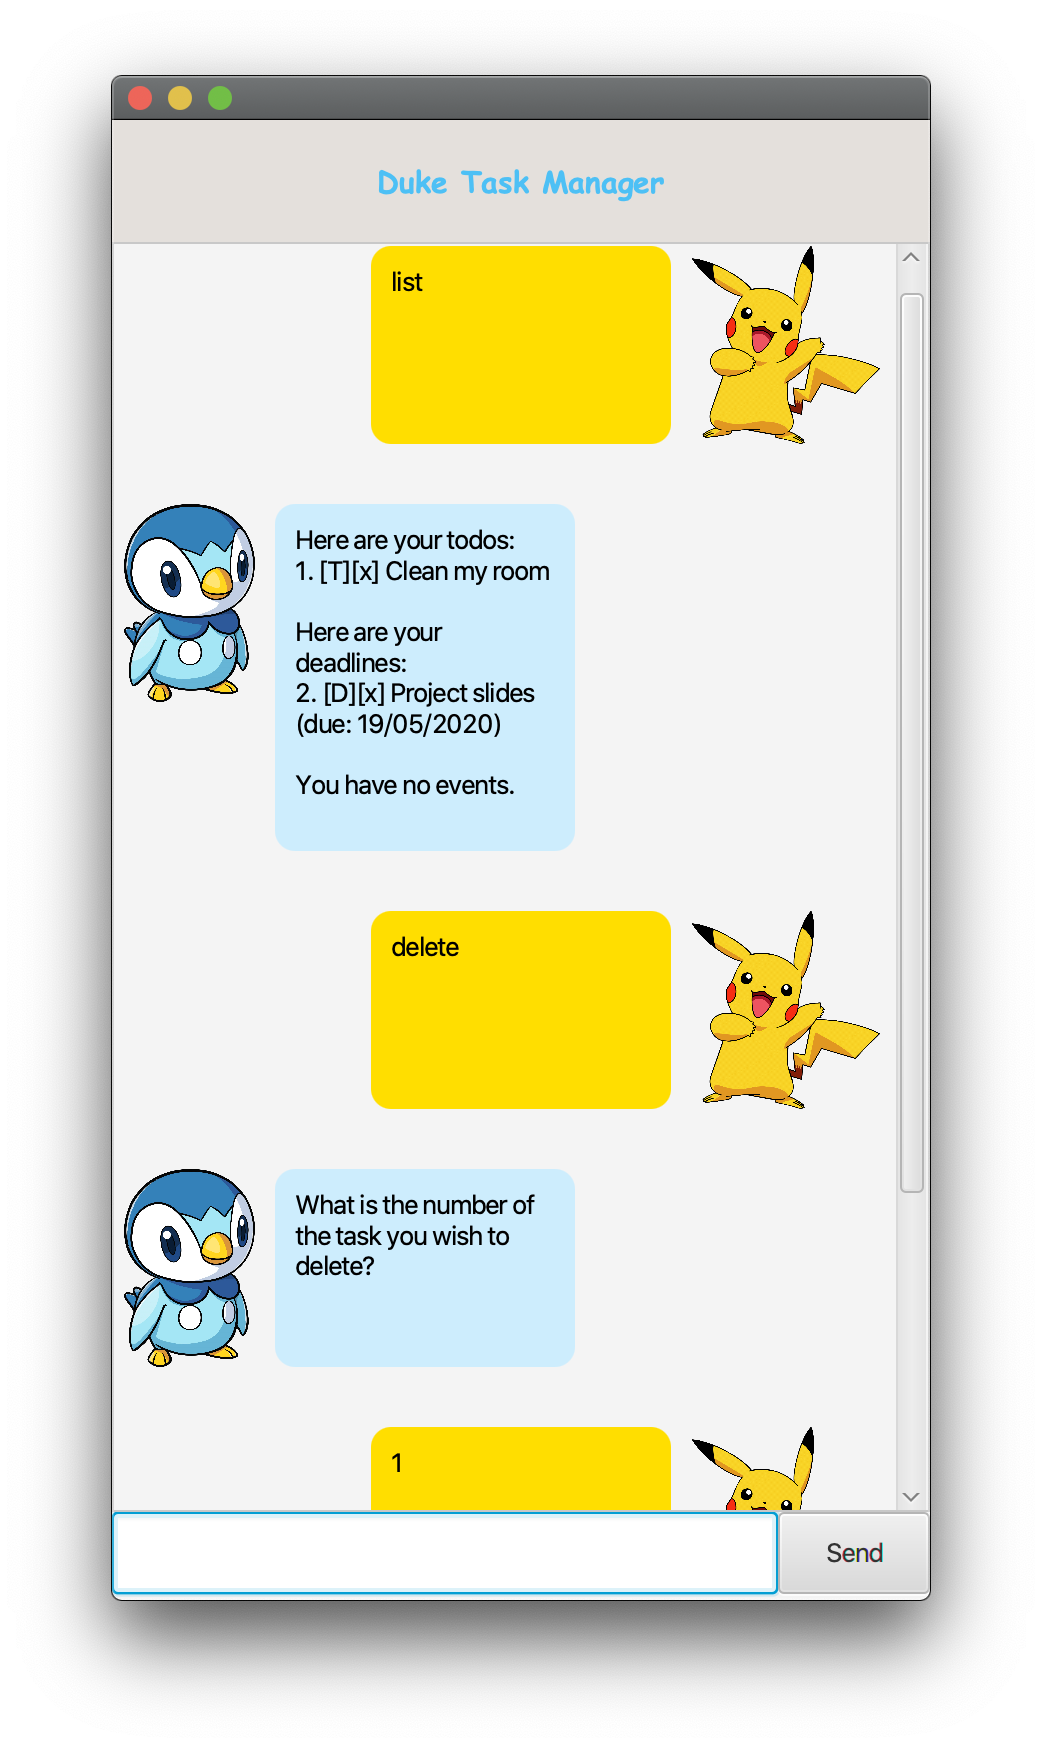 Duke Task Manager
list
Here are your todos:
1. [T][x] Clean my room
Here are your
deadlines:
2. [D][x] Project slides
(due: 19/05/2020)
You have no events.
delete
What is the number of
the task you wish to
delete?
1
Send